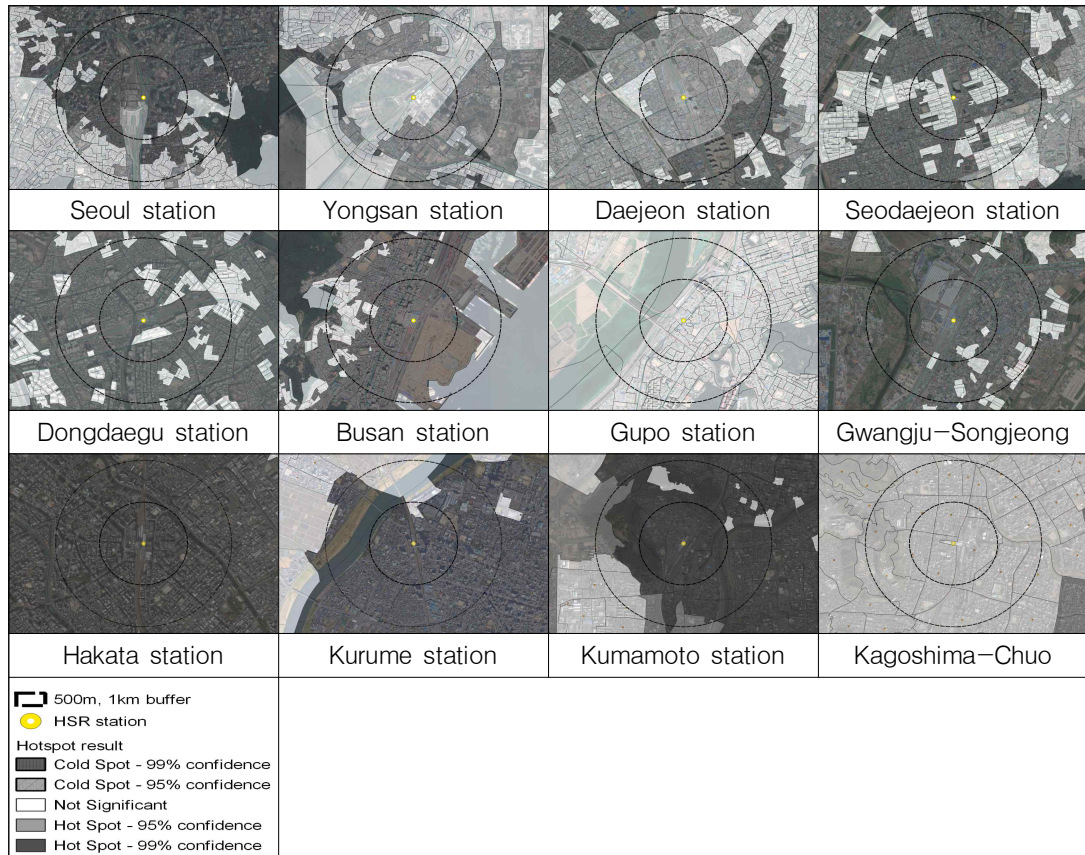 Seoul station
Yongsan station
Daejeon station
Seodaejeon station
Dongdaegu station
Busan station
Gupo station
Gwangju-Songjeong
Hakata station
Kurume station
Kumamoto station
Kagoshima-Chuo
500m, 1km buffer
HSR station
Hotspot result
Cold Spot - 99% confidence
Cold Spot - 95% confidence
Not Significant
Hot Spot - 95% confidence
Hot Spot - 99% confidence